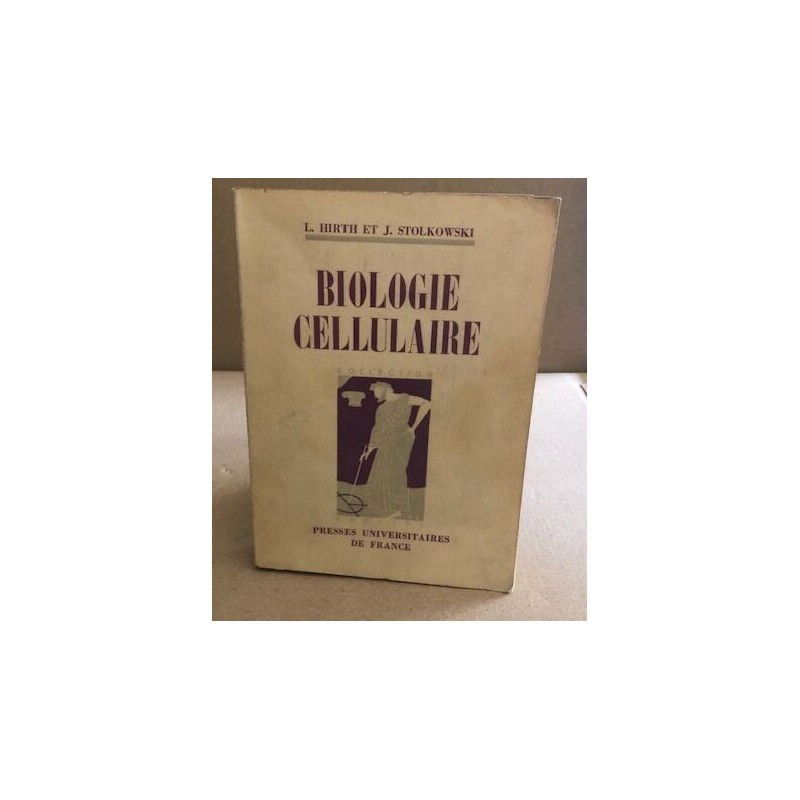 L. HIRTH ET J. STOLKOWSKI
BIOLOGIE
CELLULAIRE
COLLECTION
PRESSES UNIVERSITAIRES
DE FRANCE